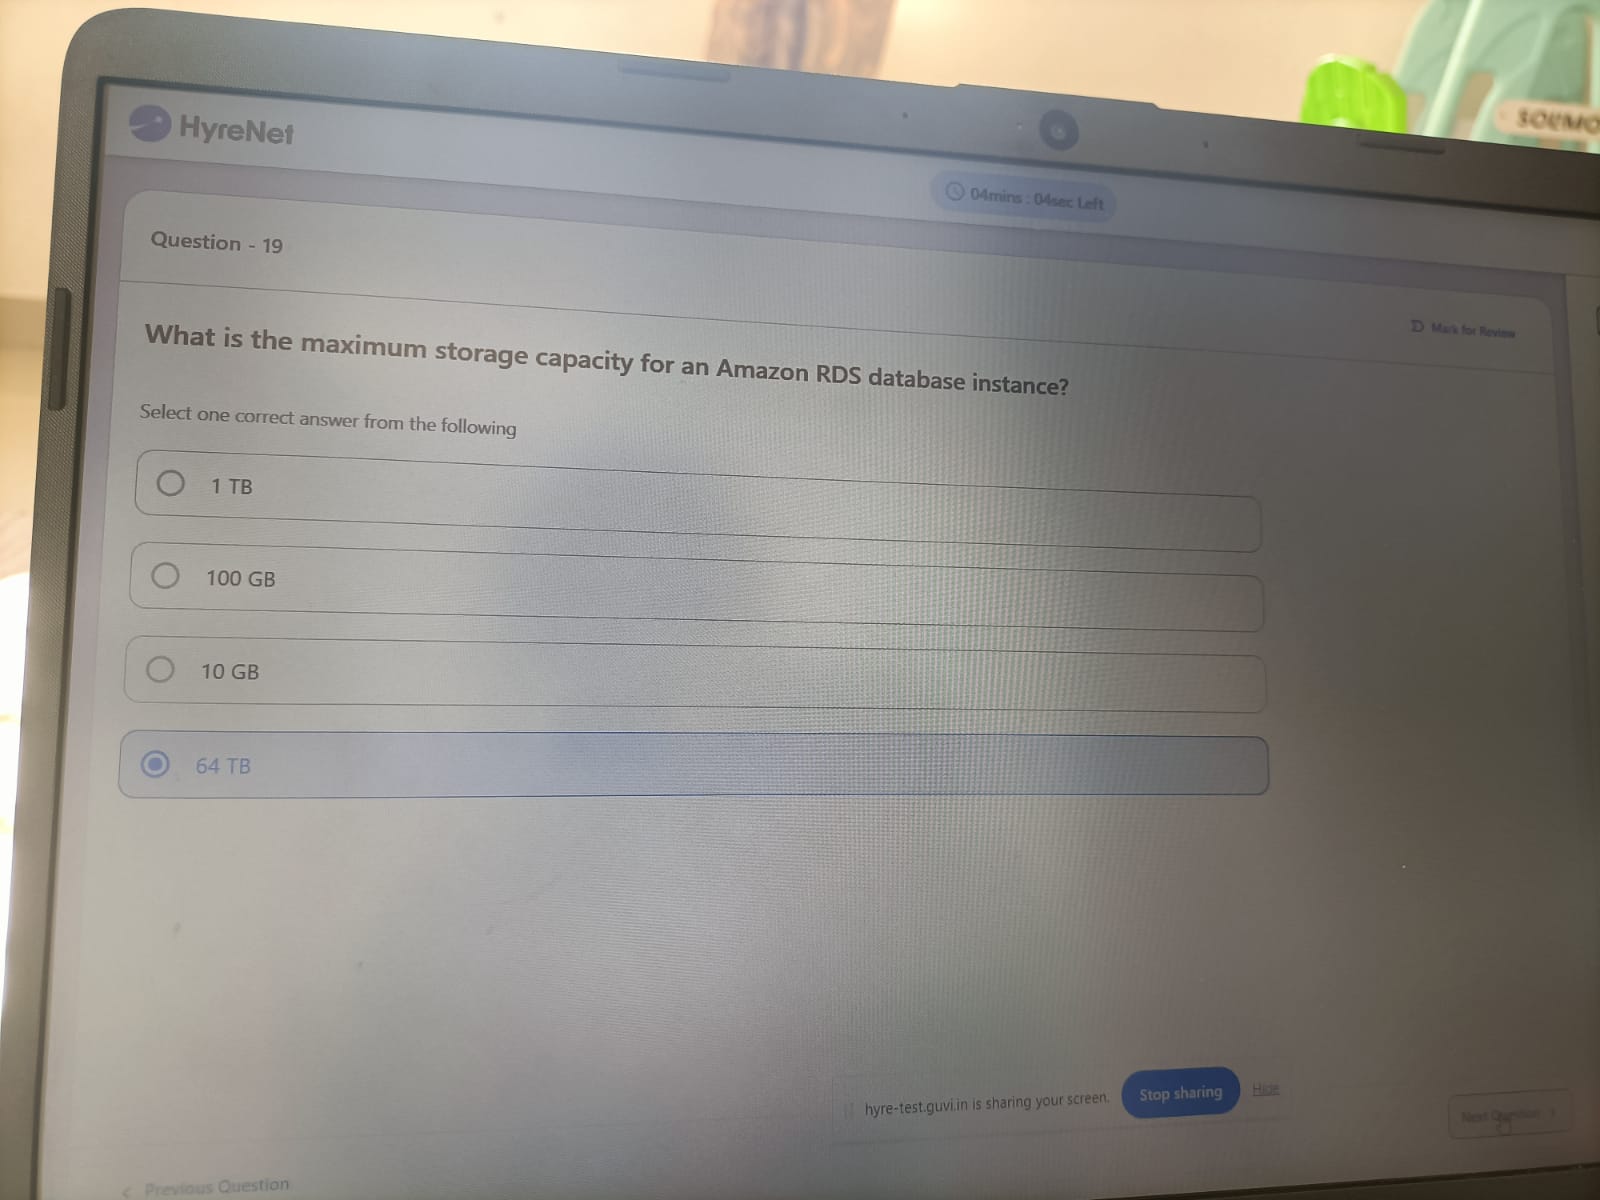 HyreNet
04mins : 04sec Left
Question - 19
Mark for Review
What is the maximum storage capacity for an Amazon RDS database instance?
Select one correct answer from the following
1 TB
100 GB
10 GB
64 TB
hyre-test.guvi.in is sharing your screen.
Stop sharing
Hide
Next Question
Previous Question